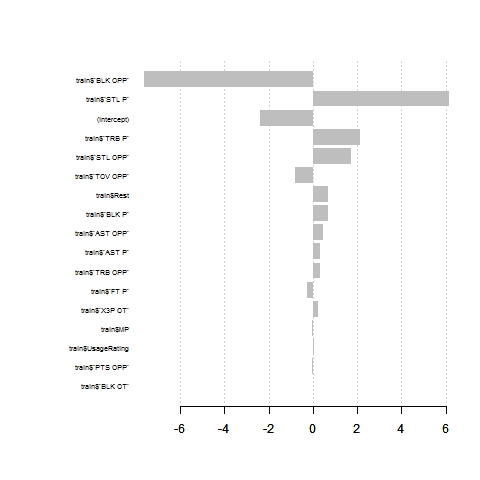 train$`BLK OPP`
train$`STL P`
(Intercept)
train$`TRB P`
train$`STL OPP`
train$`TOV OPP`
train$Rest
train$`BLK P`
train$`AST OPP`
train$`AST P`
train$`TRB OPP`
train$`FT P`
train$`X3P OT`
train$MP
train$UsageRating
train$`PTS OPP`
train$`BLK OT`
-6 -4 -2 0 2 4 6